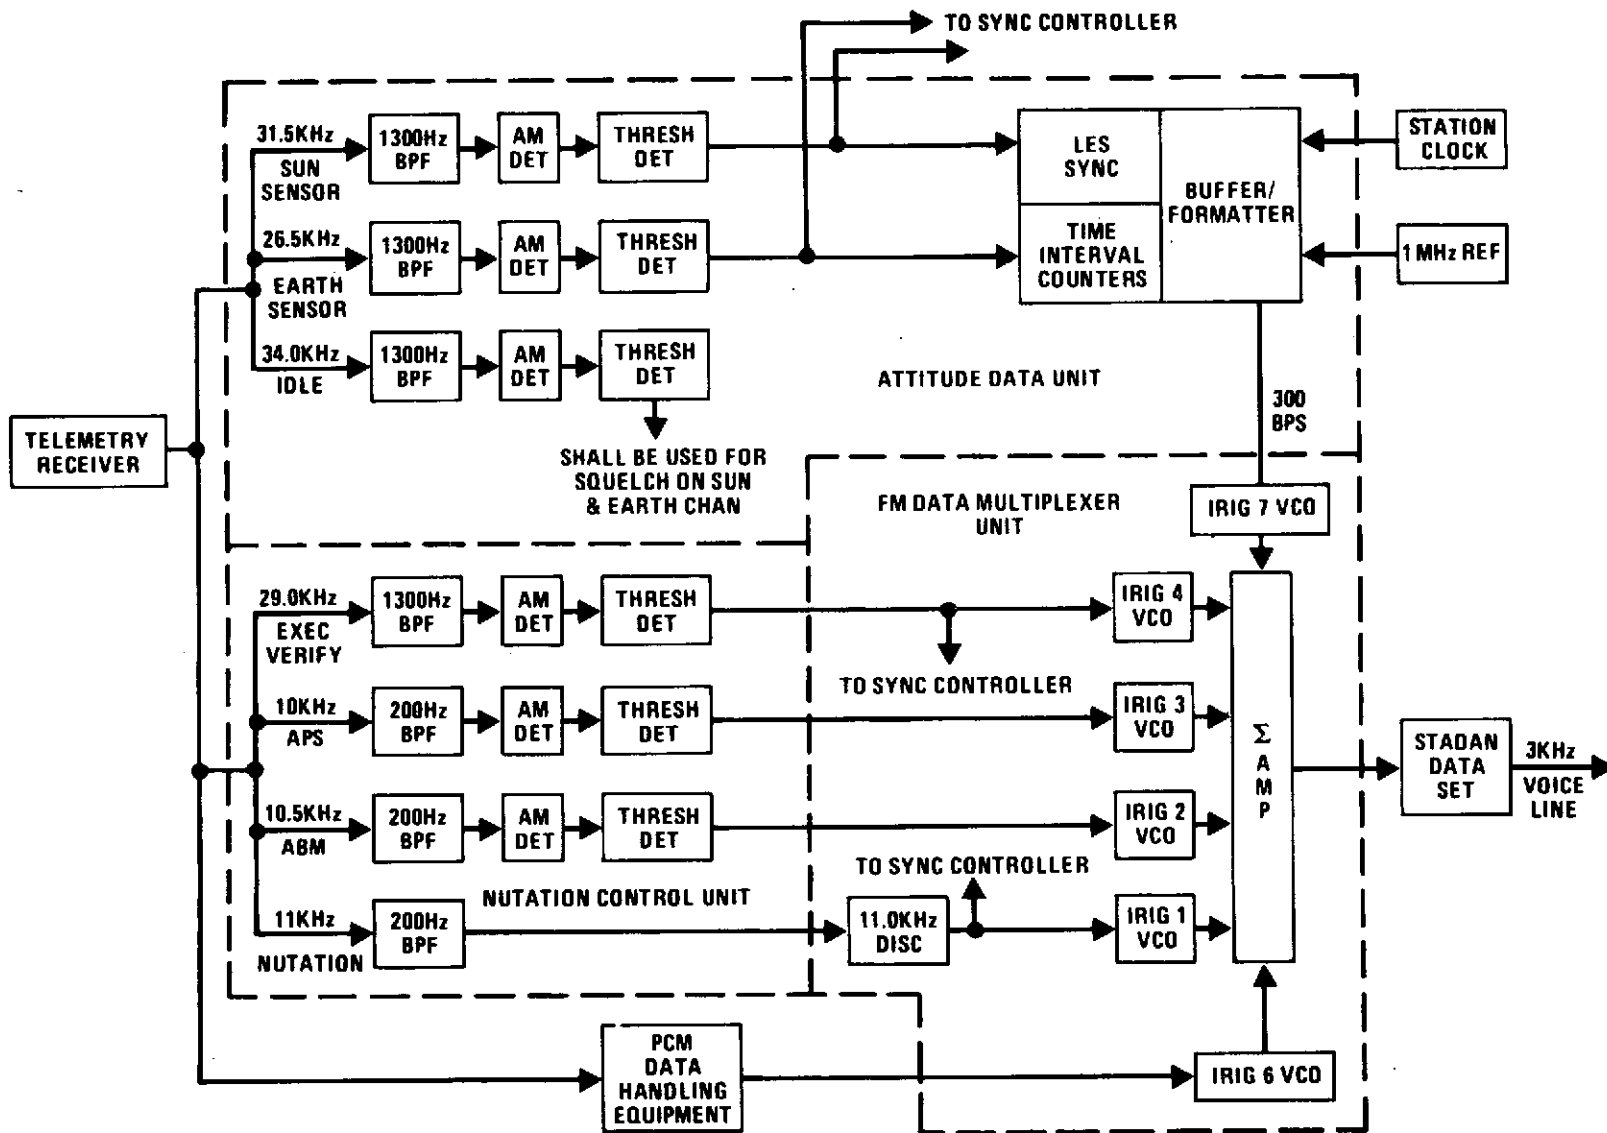 TO SYNC CONTROLLER
31.5KHz
SUN
SENSOR
1300Hz
BPF
AM
DET
THRESH
DET
LES
SYNC
BUFFER/
FORMATTER
STATION
CLOCK
26.5KHz
EARTH
SENSOR
1300Hz
BPF
AM
DET
THRESH
DET
TIME
INTERVAL
COUNTERS
1 MHz REF
34.0KHz
IDLE
1300Hz
BPF
AM
DET
THRESH
DET
ATTITUDE DATA UNIT
300
BPS
TELEMETRY
RECEIVER
SHALL BE USED FOR
SQUELCH ON SUN
& EARTH CHAN
FM DATA MULTIPLEXER
UNIT
IRIG 7 VCO
29.0KHz
EXEC
VERIFY
1300Hz
BPF
AM
DET
THRESH
DET
IRIG 4
VCO
TO SYNC CONTROLLER
10KHz
APS
200Hz
BPF
AM
DET
THRESH
DET
IRIG 3
VCO
Σ
A
M
P
STADAN
DATA
SET
3KHz
VOICE
LINE
10.5KHz
ABM
200Hz
BPF
AM
DET
THRESH
DET
IRIG 2
VCO
TO SYNC CONTROLLER
NUTATION CONTROL UNIT
11KHz
NUTATION
200Hz
BPF
11.0KHz
DISC
IRIG 1
VCO
PCM
DATA
HANDLING
EQUIPMENT
IRIG 6 VCO